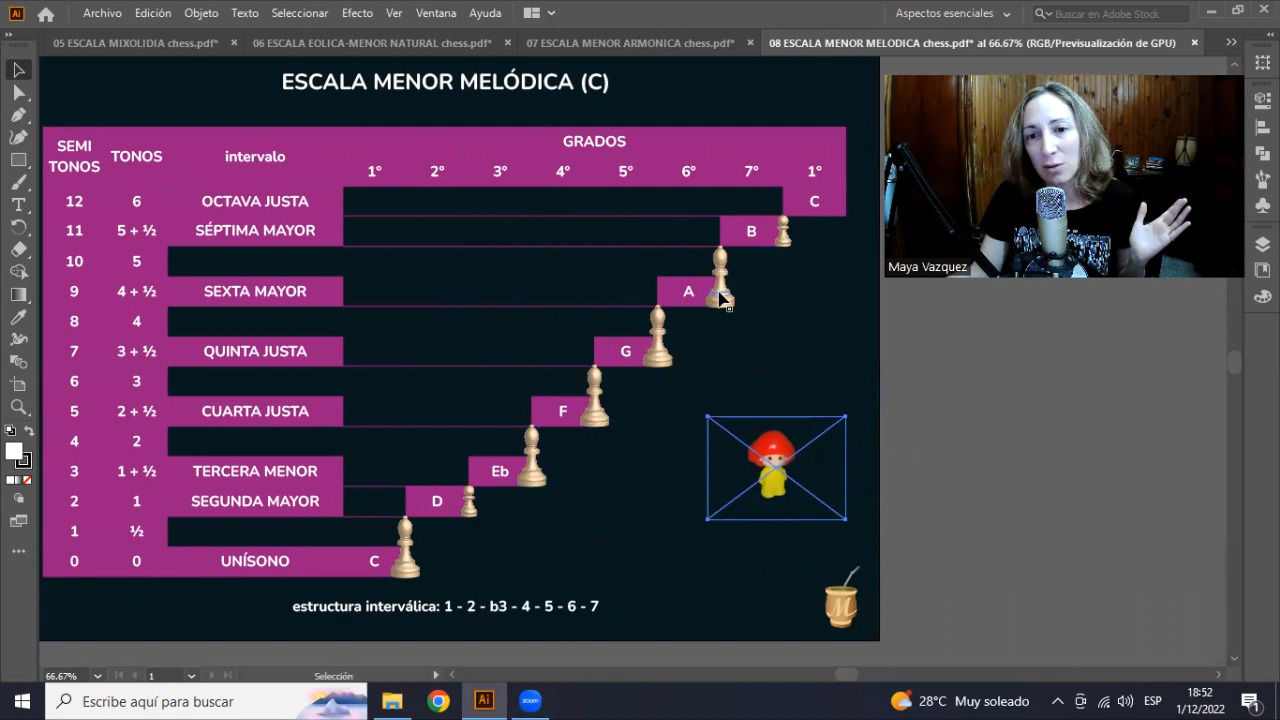 Ai Archivo Edición Objeto Texto Seleccionar Efecto Ver Ventana Ayuda Aspectos esenciales Buscar en Adobe Stock
05 ESCALA MIXOLIDIA chess.pdf* × 06 ESCALA EOLICA-MENOR NATURAL chess.pdf* × 07 ESCALA MENOR ARMONICA chess.pdf* × 08 ESCALA MENOR MELODICA chess.pdf* al 66.67% (RGB/Previsualización de GPU) ×
ESCALA MENOR MELÓDICA (C)
SEMI TONOS TONOS intervalo GRADOS
1° 2° 3° 4° 5° 6° 7° 1°
12 6 OCTAVA JUSTA C
11 5 + ½ SÉPTIMA MAYOR B
10 5
9 4 + ½ SEXTA MAYOR A
8 4
7 3 + ½ QUINTA JUSTA G
6 3
5 2 + ½ CUARTA JUSTA F
4 2
3 1 + ½ TERCERA MENOR Eb
2 1 SEGUNDA MAYOR D
1 ½
0 0 UNÍSONO C
estructura interválica: 1 - 2 - b3 - 4 - 5 - 6 - 7
M
Maya Vazquez
66.67% 1 Selección
Escribe aquí para buscar
Ai
zoom
28°C Muy soleado
ESP
18:52
1/12/2022
1